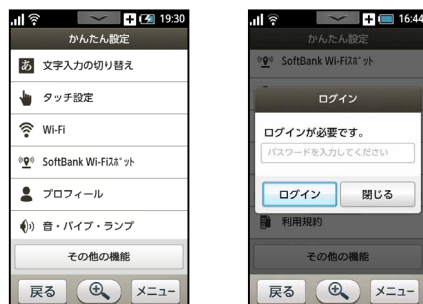 19:30
かんたん設定
あ 文字入力の切り替え
タッチ設定
Wi-Fi
SoftBank Wi-Fiｽﾎﾟｯﾄ
プロフィール
音・バイブ・ランプ
その他の機能
戻る
メニュー
16:44
かんたん設定
SoftBank Wi-Fiｽﾎﾟｯﾄ
ログイン
ログインが必要です。
パスワードを入力してください
ログイン 閉じる
利用規約
その他の機能
戻る
メニュー